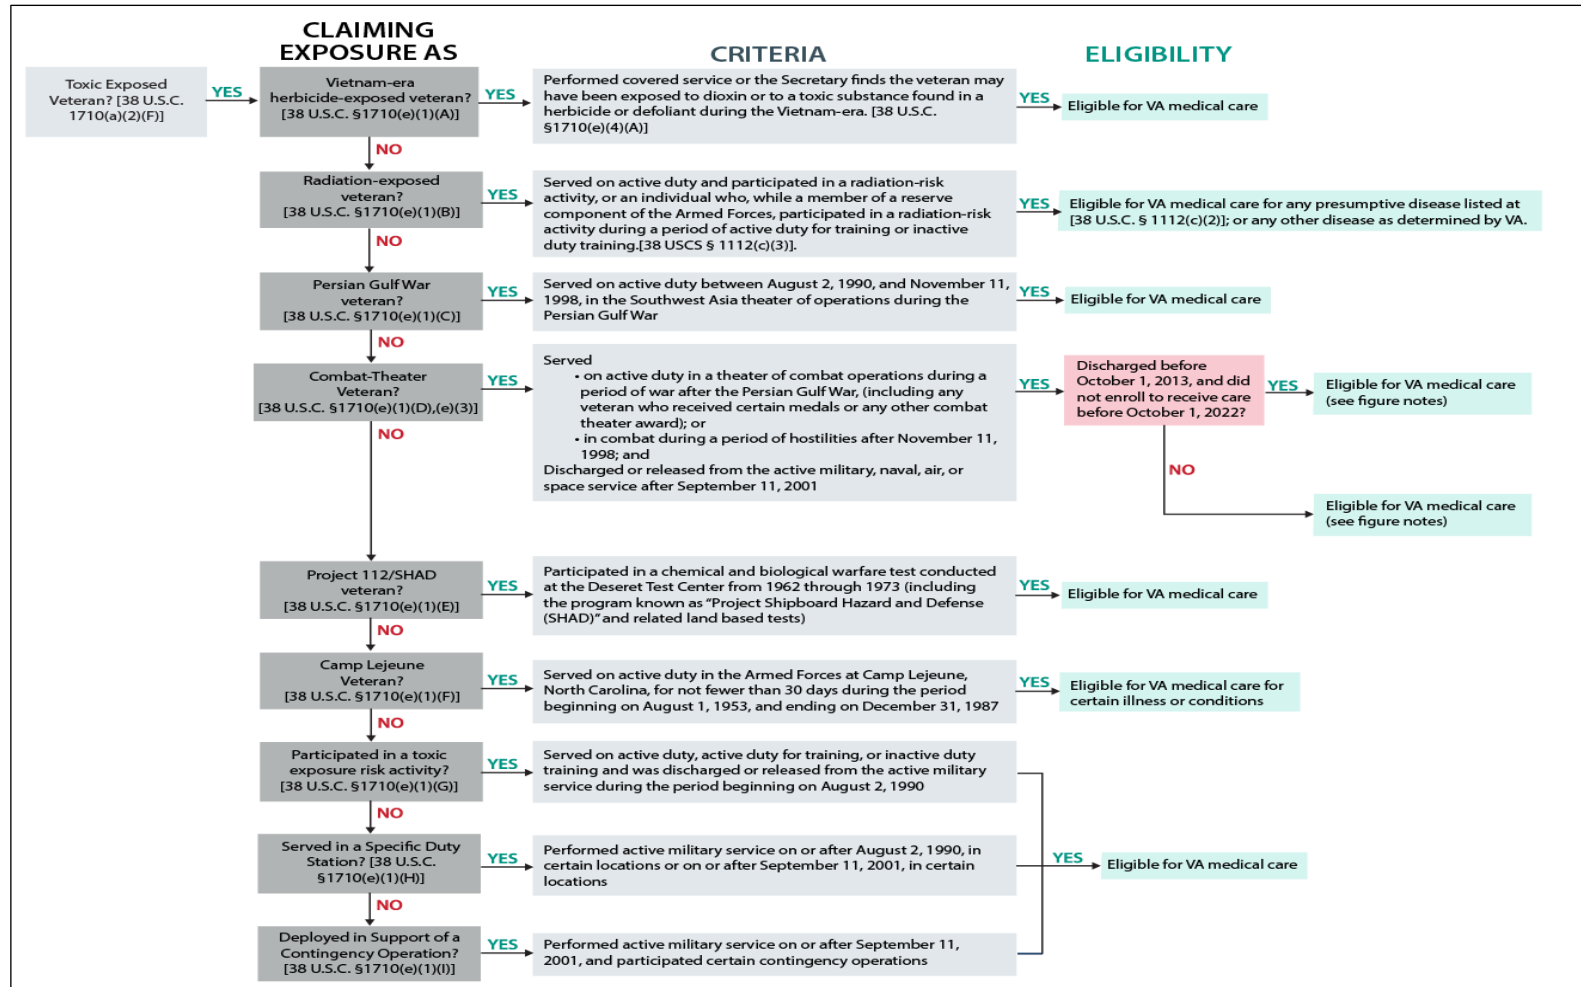 CLAIMING
EXPOSURE AS
CRITERIA
ELIGIBILITY
Toxic Exposed
Veteran? [38 U.S.C.
1710(a)(2)(F)]
YES
Vietnam-era
herbicide-exposed veteran?
[38 U.S.C. §1710(e)(1)(A)]
YES
Performed covered service or the Secretary finds the veteran may
have been exposed to dioxin or to a toxic substance found in a
herbicide or defoliant during the Vietnam-era. [38 U.S.C.
§1710(e)(4)(A)]
YES
Eligible for VA medical care
NO
Radiation-exposed
veteran?
[38 U.S.C. §1710(e)(1)(B)]
YES
Served on active duty and participated in a radiation-risk
activity, or an individual who, while a member of a reserve
component of the Armed Forces, participated in a radiation-risk
activity during a period of active duty for training or inactive
duty training.[38 USCS § 1112(c)(3)].
YES
Eligible for VA medical care for any presumptive disease listed at
[38 U.S.C. § 1112(c)(2)]; or any other disease as determined by VA.
NO
Persian Gulf War
veteran?
[38 U.S.C. §1710(e)(1)(C)]
YES
Served on active duty between August 2, 1990, and November 11,
1998, in the Southwest Asia theater of operations during the
Persian Gulf War
YES
Eligible for VA medical care
NO
Combat-Theater
Veteran?
[38 U.S.C. §1710(e)(1)(D),(e)(3)]
YES
Served
• on active duty in a theater of combat operations during a
period of war after the Persian Gulf War, (including any
veteran who received certain medals or any other combat
theater award); or
• in combat during a period of hostilities after November 11,
1998; and
Discharged or released from the active military, naval, air, or
space service after September 11, 2001
YES
Discharged before
October 1, 2013, and did
not enroll to receive care
before October 1, 2022?
YES
Eligible for VA medical care
(see figure notes)
NO
Eligible for VA medical care
(see figure notes)
NO
Project 112/SHAD
veteran?
[38 U.S.C. §1710(e)(1)(E)]
YES
Participated in a chemical and biological warfare test conducted
at the Deseret Test Center from 1962 through 1973 (including
the program known as “Project Shipboard Hazard and Defense
(SHAD)” and related land based tests)
YES
Eligible for VA medical care
NO
Camp Lejeune
Veteran?
[38 U.S.C. §1710(e)(1)(F)]
YES
Served on active duty in the Armed Forces at Camp Lejeune,
North Carolina, for not fewer than 30 days during the period
beginning on August 1, 1953, and ending on December 31, 1987
YES
Eligible for VA medical care for
certain illness or conditions
NO
Participated in a toxic
exposure risk activity?
[38 U.S.C. §1710(e)(1)(G)]
YES
Served on active duty, active duty for training, or inactive duty
training and was discharged or released from the active military
service during the period beginning on August 2, 1990
NO
Served in a Specific Duty
Station? [38 U.S.C.
§1710(e)(1)(H)]
YES
Performed active military service on or after August 2, 1990, in
certain locations or on or after September 11, 2001, in certain
locations
YES
Eligible for VA medical care
NO
Deployed in Support of a
Contingency Operation?
[38 U.S.C. §1710(e)(1)(I)]
YES
Performed active military service on or after September 11,
2001, and participated certain contingency operations